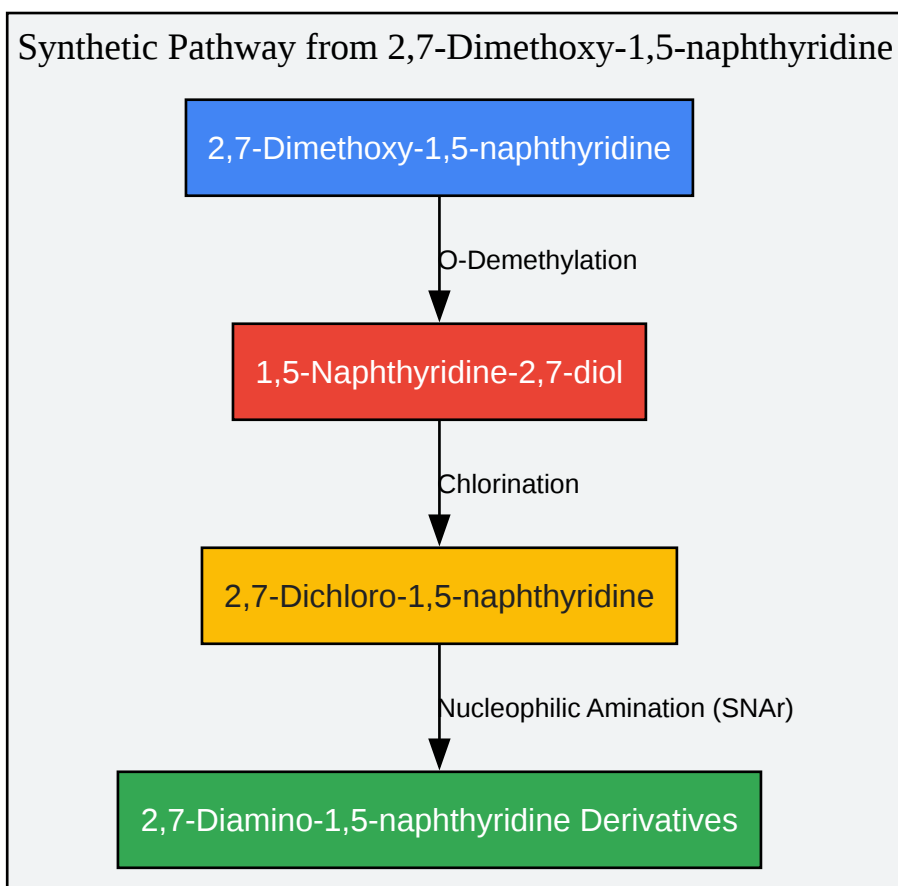 Synthetic Pathway from 2,7-Dimethoxy-1,5-naphthyridine
2,7-Dimethoxy-1,5-naphthyridine
O-Demethylation
1,5-Naphthyridine-2,7-diol
Chlorination
2,7-Dichloro-1,5-naphthyridine
Nucleophilic Amination (SNAr)
2,7-Diamino-1,5-naphthyridine Derivatives